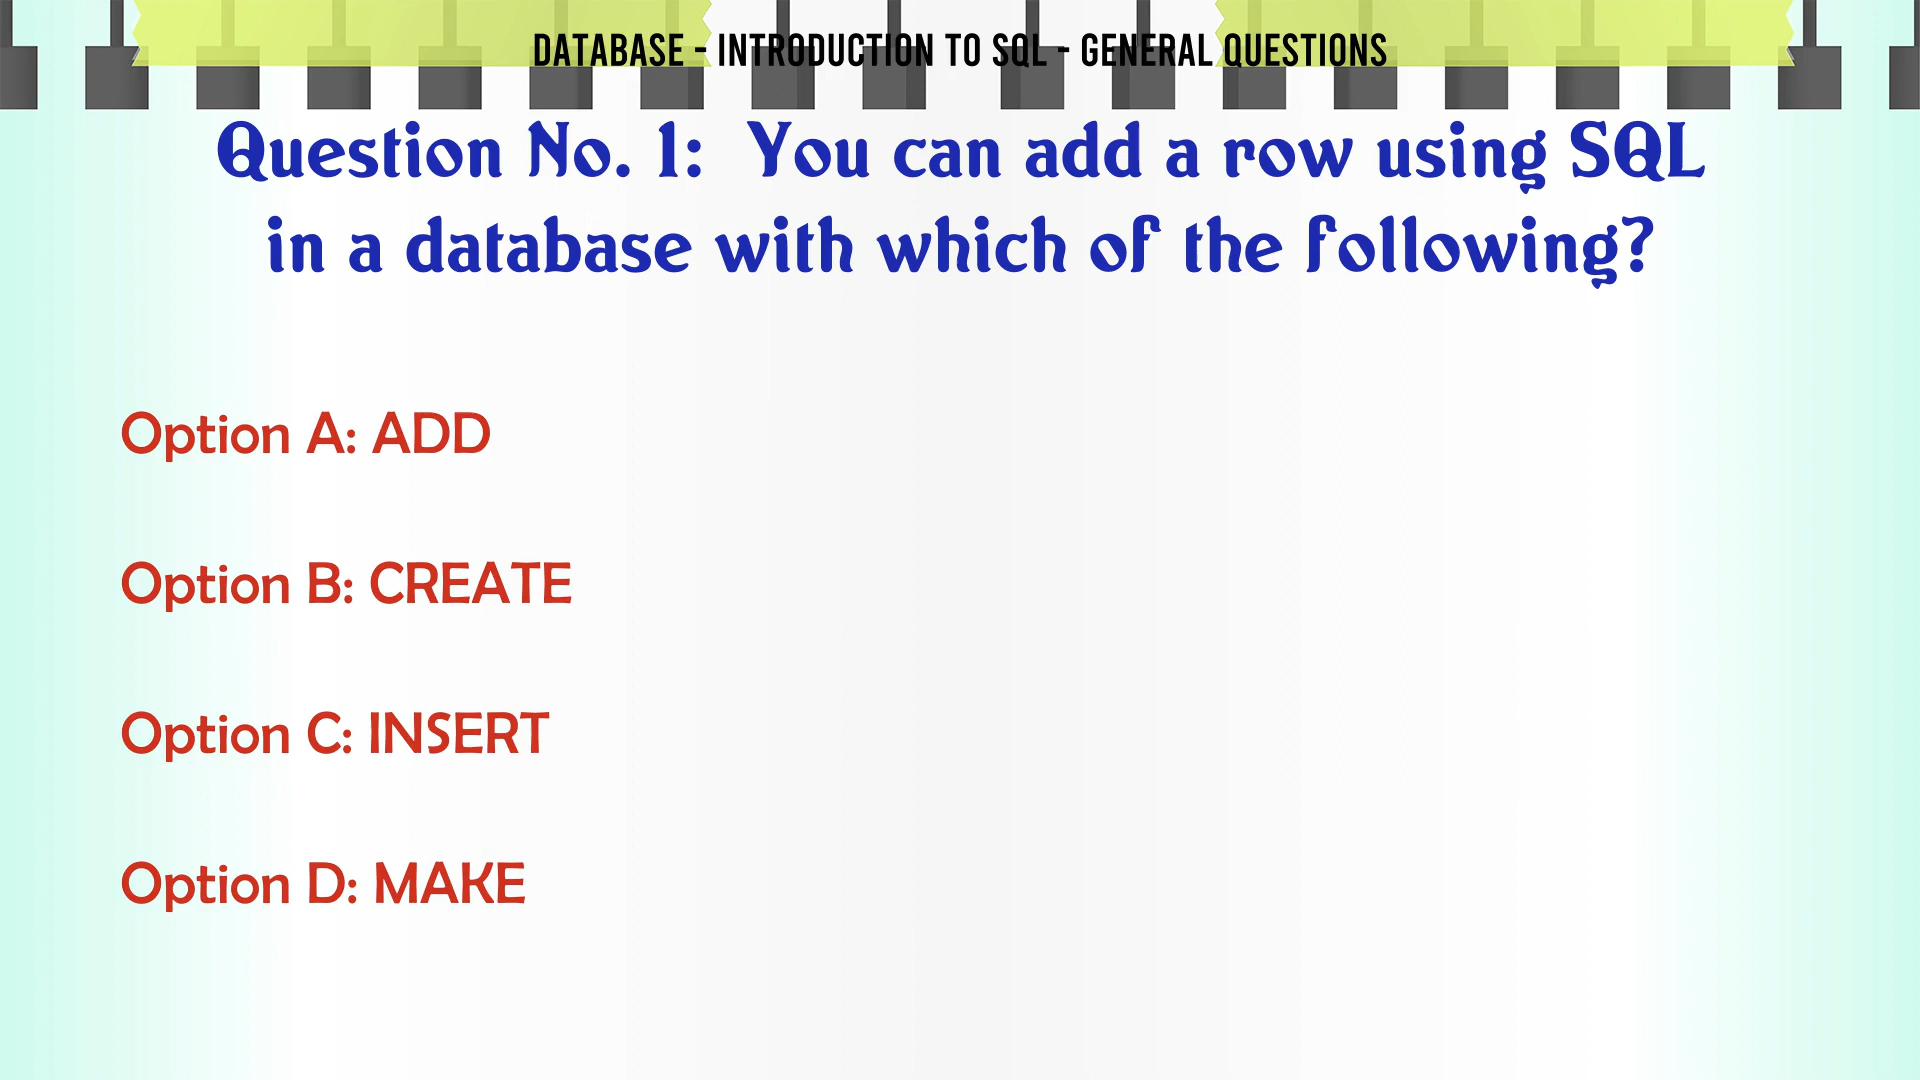 DATABASE - INTRODUCTION TO SQL - GENERAL QUESTIONS
Question No. 1: You can add a row using SQL
in a database with which of the following?
Option A: ADD
Option B: CREATE
Option C: INSERT
Option D: MAKE